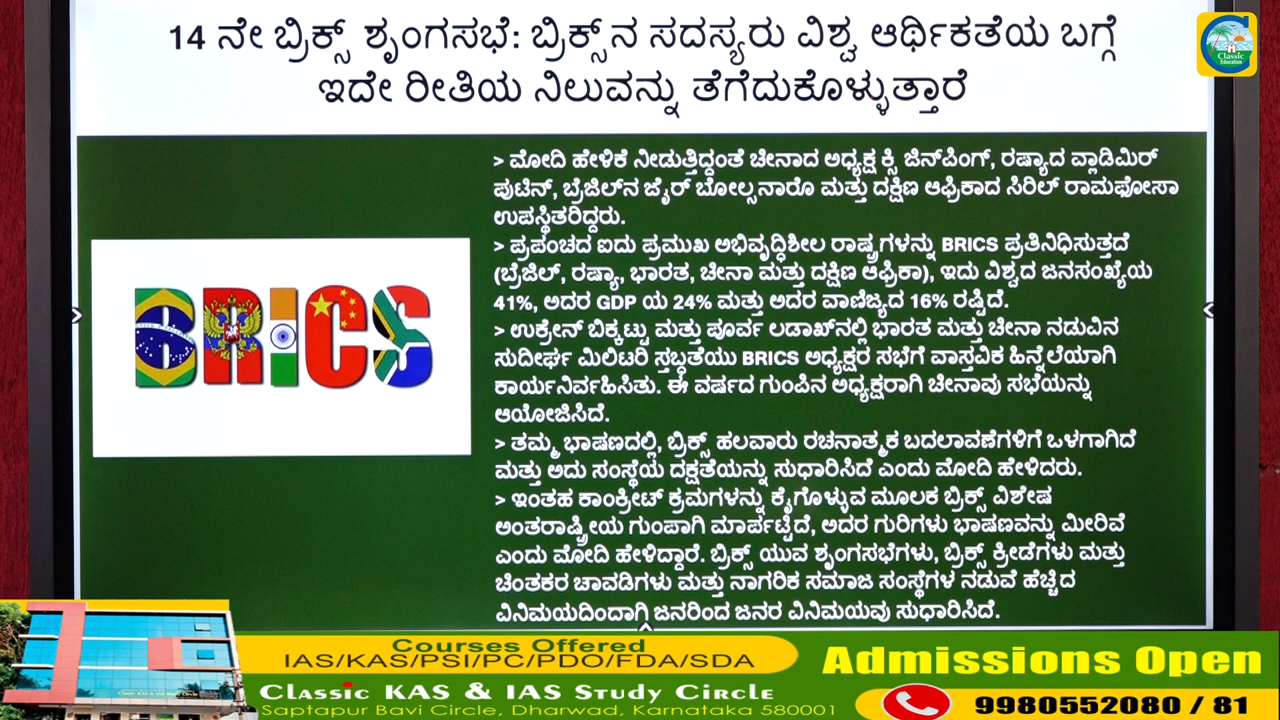 14 ನೇ ಬ್ರಿಕ್ಸ್ ಶೃಂಗಸಭೆ: ಬ್ರಿಕ್ಸ್‌ನ ಸದಸ್ಯರು ವಿಶ್ವ ಆರ್ಥಿಕತೆಯ ಬಗ್ಗೆ
ಇದೇ ರೀತಿಯ ನಿಲುವನ್ನು ತೆಗೆದುಕೊಳ್ಳುತ್ತಾರೆ
Classic
Education
> ಮೋದಿ ಹೇಳಿಕೆ ನೀಡುತ್ತಿದ್ದಂತೆ ಚೀನಾದ ಅಧ್ಯಕ್ಷ ಕ್ಸಿ ಜಿನ್‌ಪಿಂಗ್, ರಷ್ಯಾದ ವ್ಲಾಡಿಮಿರ್
ಪುಟಿನ್, ಬ್ರೆಜಿಲ್‌ನ ಜೈರ್ ಬೋಲ್ಸನಾರೊ ಮತ್ತು ದಕ್ಷಿಣ ಆಫ್ರಿಕಾದ ಸಿರಿಲ್ ರಾಮಫೋಸಾ
ಉಪಸ್ಥಿತರಿದ್ದರು.
> ಪ್ರಪಂಚದ ಐದು ಪ್ರಮುಖ ಅಭಿವೃದ್ಧಿಶೀಲ ರಾಷ್ಟ್ರಗಳನ್ನು BRICS ಪ್ರತಿನಿಧಿಸುತ್ತದೆ
(ಬ್ರೆಜಿಲ್, ರಷ್ಯಾ, ಭಾರತ, ಚೀನಾ ಮತ್ತು ದಕ್ಷಿಣ ಆಫ್ರಿಕಾ), ಇದು ವಿಶ್ವದ ಜನಸಂಖ್ಯೆಯ
41%, ಅದರ GDP ಯ 24% ಮತ್ತು ಅದರ ವಾಣಿಜ್ಯದ 16% ರಷ್ಟಿದೆ.
> ಉಕ್ರೇನ್ ಬಿಕ್ಕಟ್ಟು ಮತ್ತು ಪೂರ್ವ ಲಡಾಖ್‌ನಲ್ಲಿ ಭಾರತ ಮತ್ತು ಚೀನಾ ನಡುವಿನ
ಸುದೀರ್ಘ ಮಿಲಿಟರಿ ಸ್ತಬ್ಧತೆಯು BRICS ಅಧ್ಯಕ್ಷರ ಸಭೆಗೆ ವಾಸ್ತವಿಕ ಹಿನ್ನೆಲೆಯಾಗಿ
ಕಾರ್ಯನಿರ್ವಹಿಸಿತು. ಈ ವರ್ಷದ ಗುಂಪಿನ ಅಧ್ಯಕ್ಷರಾಗಿ ಚೀನಾವು ಸಭೆಯನ್ನು
ಆಯೋಜಿಸಿದೆ.
> ತಮ್ಮ ಭಾಷಣದಲ್ಲಿ, ಬ್ರಿಕ್ಸ್ ಹಲವಾರು ರಚನಾತ್ಮಕ ಬದಲಾವಣೆಗಳಿಗೆ ಒಳಗಾಗಿದೆ
ಮತ್ತು ಅದು ಸಂಸ್ಥೆಯ ದಕ್ಷತೆಯನ್ನು ಸುಧಾರಿಸಿದೆ ಎಂದು ಮೋದಿ ಹೇಳಿದರು.
> ಇಂತಹ ಕಾಂಕ್ರೀಟ್ ಕ್ರಮಗಳನ್ನು ಕೈಗೊಳ್ಳುವ ಮೂಲಕ ಬ್ರಿಕ್ಸ್ ವಿಶೇಷ
ಅಂತರಾಷ್ಟ್ರೀಯ ಗುಂಪಾಗಿ ಮಾರ್ಪಟ್ಟಿದೆ, ಅದರ ಗುರಿಗಳು ಭಾಷಣವನ್ನು ಮೀರಿವೆ
ಎಂದು ಮೋದಿ ಹೇಳಿದ್ದಾರೆ. ಬ್ರಿಕ್ಸ್ ಯುವ ಶೃಂಗಸಭೆಗಳು, ಬ್ರಿಕ್ಸ್ ಕ್ರೀಡೆಗಳು ಮತ್ತು
ಚಿಂತಕರ ಚಾವಡಿಗಳು ಮತ್ತು ನಾಗರಿಕ ಸಮಾಜ ಸಂಸ್ಥೆಗಳ ನಡುವೆ ಹೆಚ್ಚಿದ
ವಿನಿಮಯದಿಂದಾಗಿ ಜನರಿಂದ ಜನರ ವಿನಿಮಯವು ಸುಧಾರಿಸಿದೆ.
BRICS
Courses Offered
IAS/KAS/PSI/PC/PDO/FDA/SDA
Classic KAS & IAS Study Circle
Saptapur Bavi Circle, Dharwad, Karnataka 580001
Admissions Open
9980552080 / 81